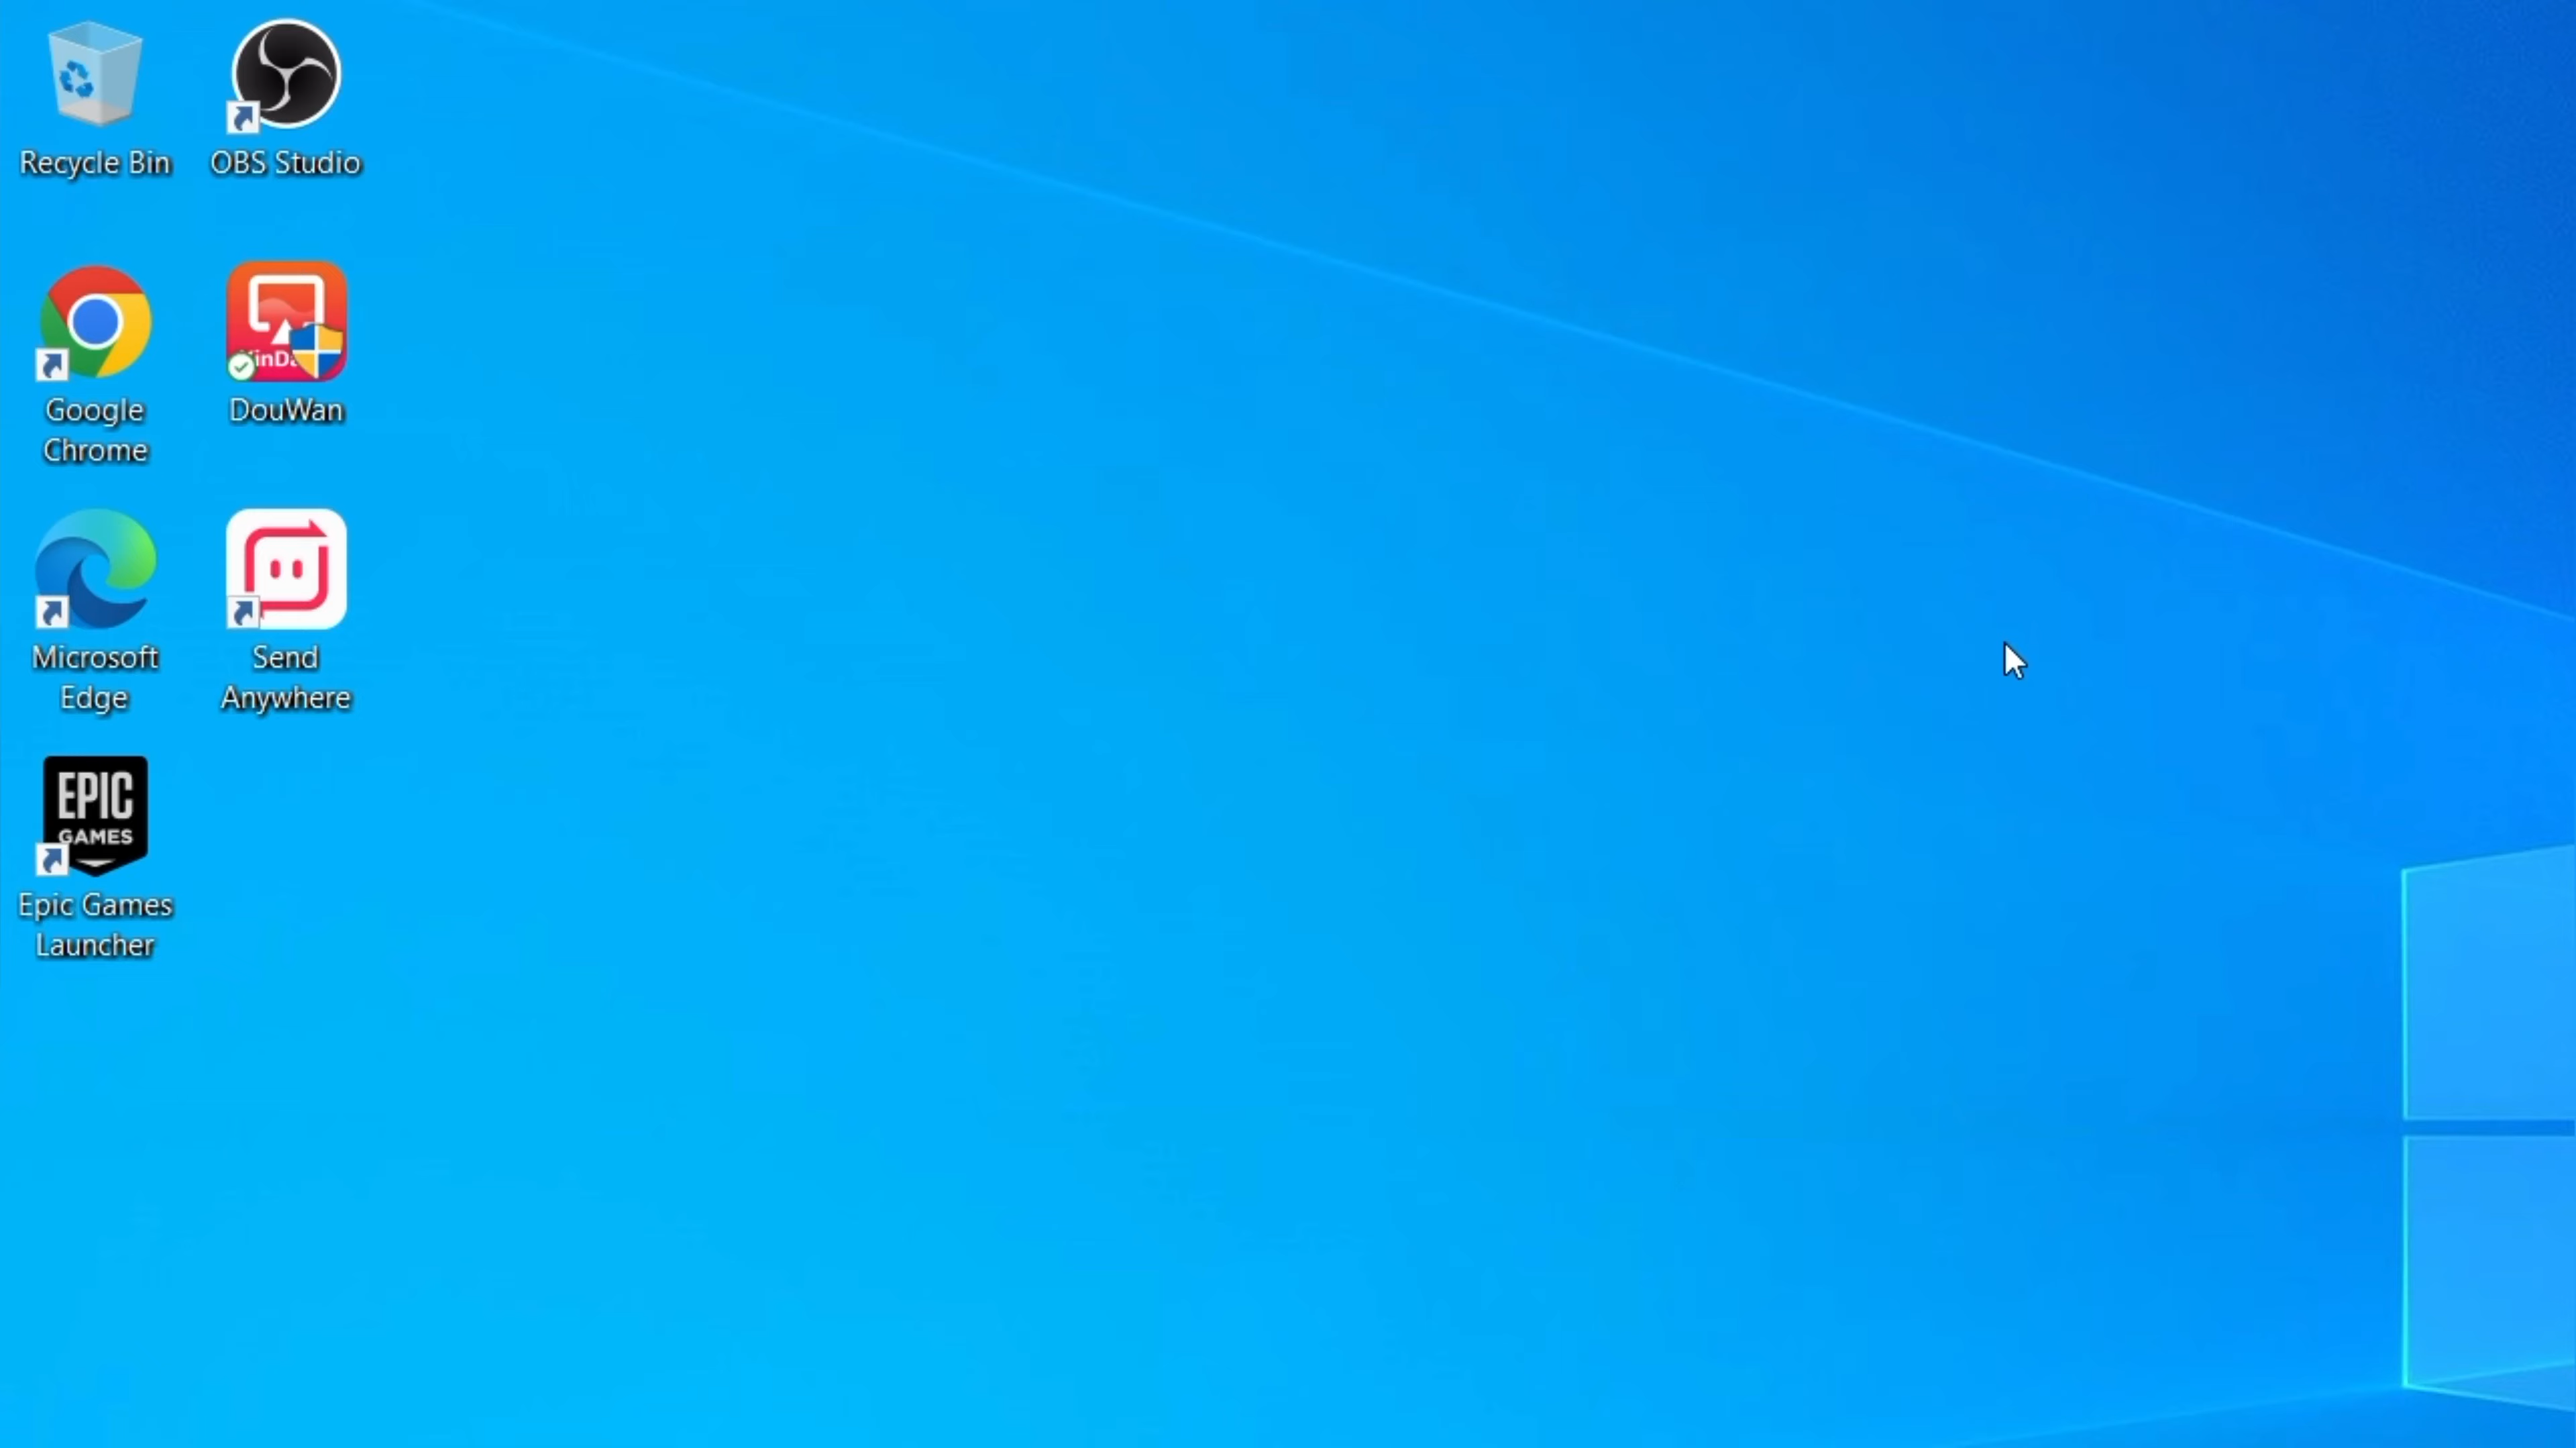 Recycle Bin
OBS Studio
Google
Chrome
DouWan
Microsoft
Edge
Send
Anywhere
EPIC
GAMES
Epic Games
Launcher